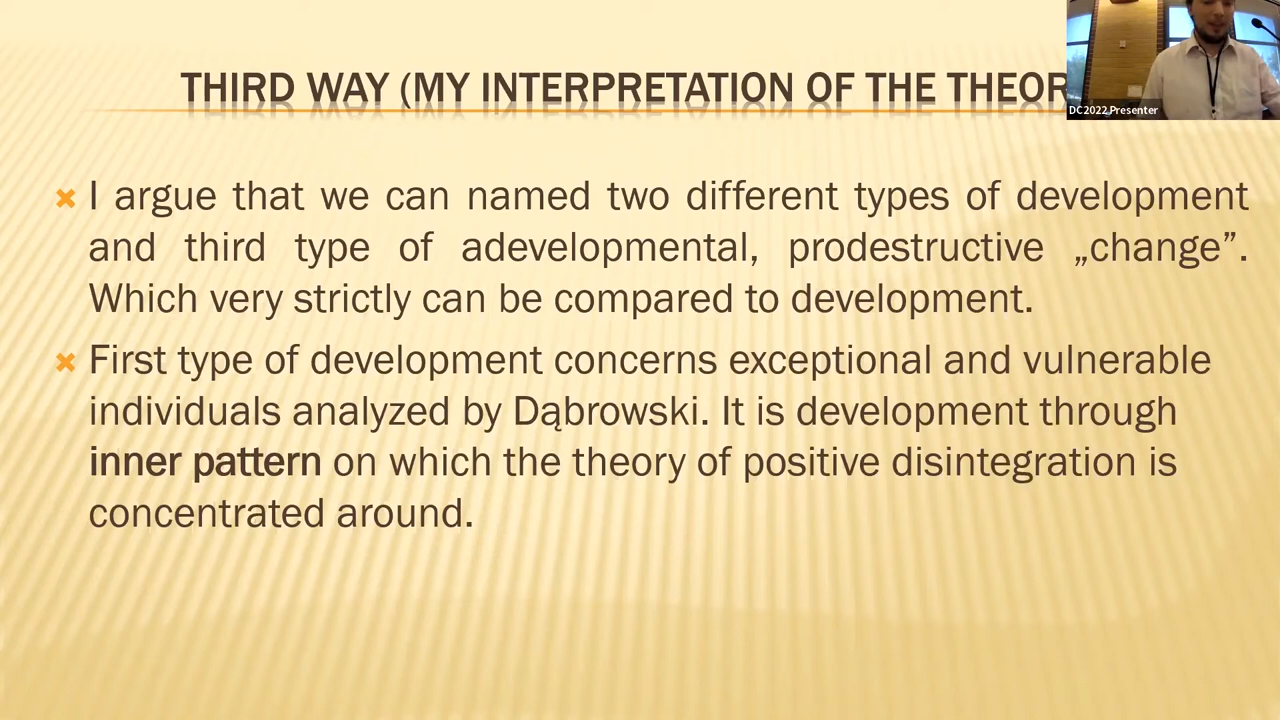 THIRD WAY (MY INTERPRETATION OF THE THEOR
DC2022 Presenter
I argue that we can named two different types of development
and third type of adevelopmental, prodestructive „change”.
Which very strictly can be compared to development.
First type of development concerns exceptional and vulnerable
individuals analyzed by Dąbrowski. It is development through
inner pattern on which the theory of positive disintegration is
concentrated around.